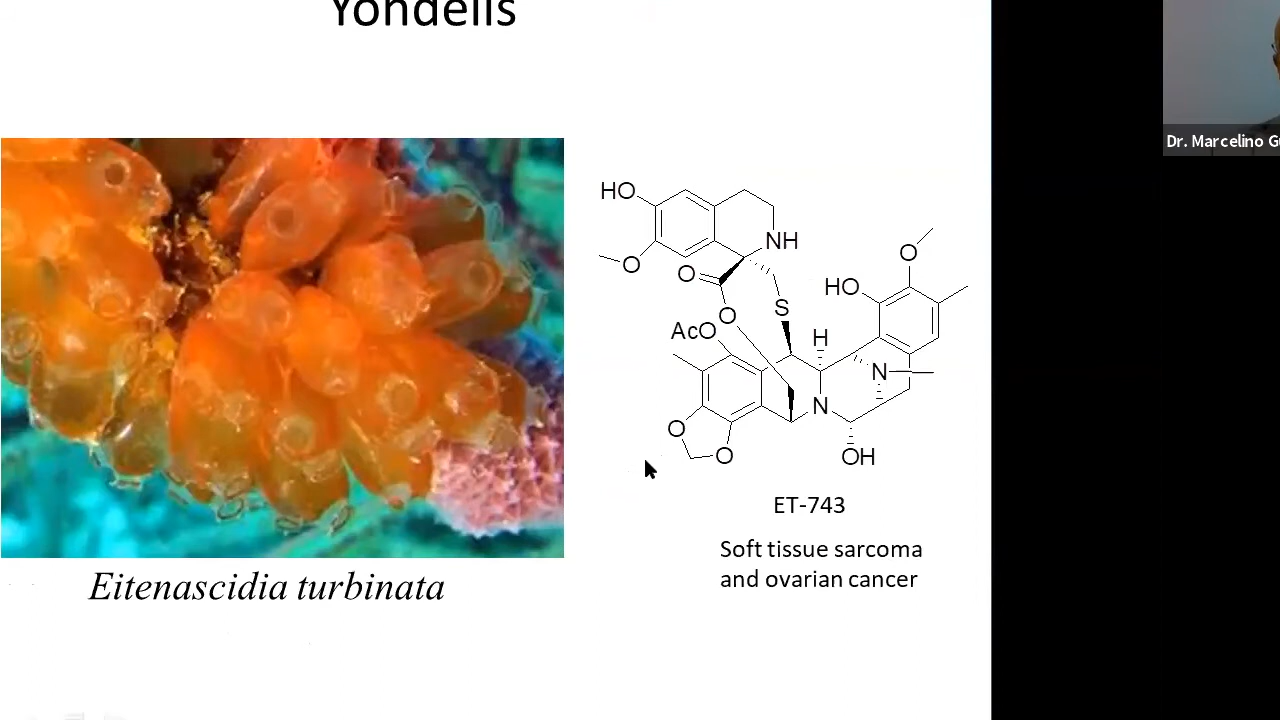 Yondelis
Dr. Marcelino G
HO
NH
O
O
O
HO
O
S
AcO
H
N
N
O
O
OH
ET-743
Soft tissue sarcoma
and ovarian cancer
Eitenascidia turbinata